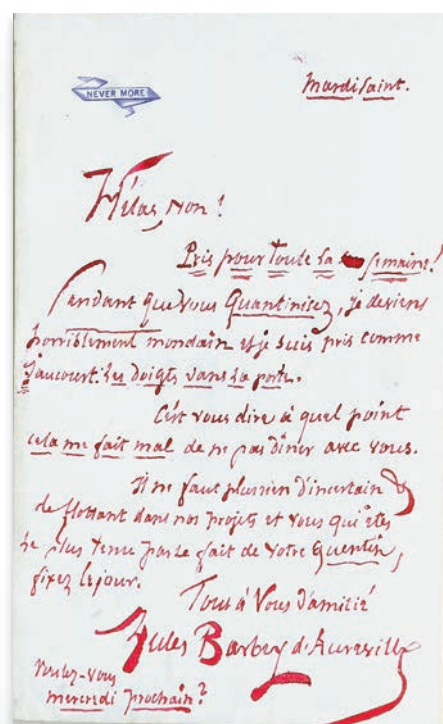 NEVER MORE
Mardi Saint.
Hélas, non!
Pris pour toute la semaine!
Pendant que vous Quantinisez, je deviens
horriblement mondain et je suis pris comme
Jaucourt. les doigts dans la porte.
C'est vous dire à quel point
cela me fait mal de ne pas dîner avec vous.
Il ne faut plus rien d'incertain &
de flottant dans nos projets et vous qui êtes
le plus tenu par le fait de votre Quentin,
fixez le jour.
Tout à Vous d'amitié
Jules Barbey d'Aurevilly
Voulez-vous
mercredi prochain?